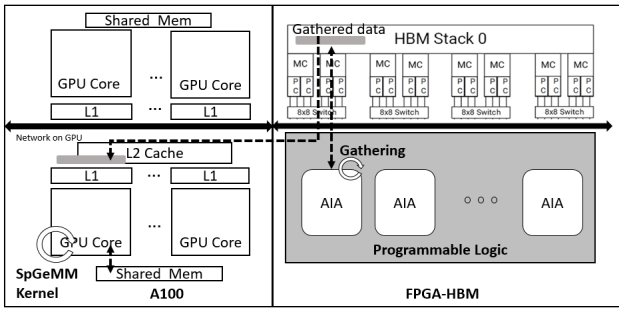 Shared Mem
GPU Core
...
GPU Core
L1
...
L1
Network on GPU
L2 Cache
L1
...
L1
GPU Core
...
GPU Core
SpGeMM
Kernel
Shared Mem
A100
Gathered data
HBM Stack 0
MC MC MC MC MC MC MC MC
P P P P P P P P P P P P P P P P
C C C C C C C C C C C C C C C C
8x8 Switch 8x8 Switch 8x8 Switch 8x8 Switch
Gathering
AIA AIA ○ ○ ○ AIA
Programmable Logic
FPGA-HBM